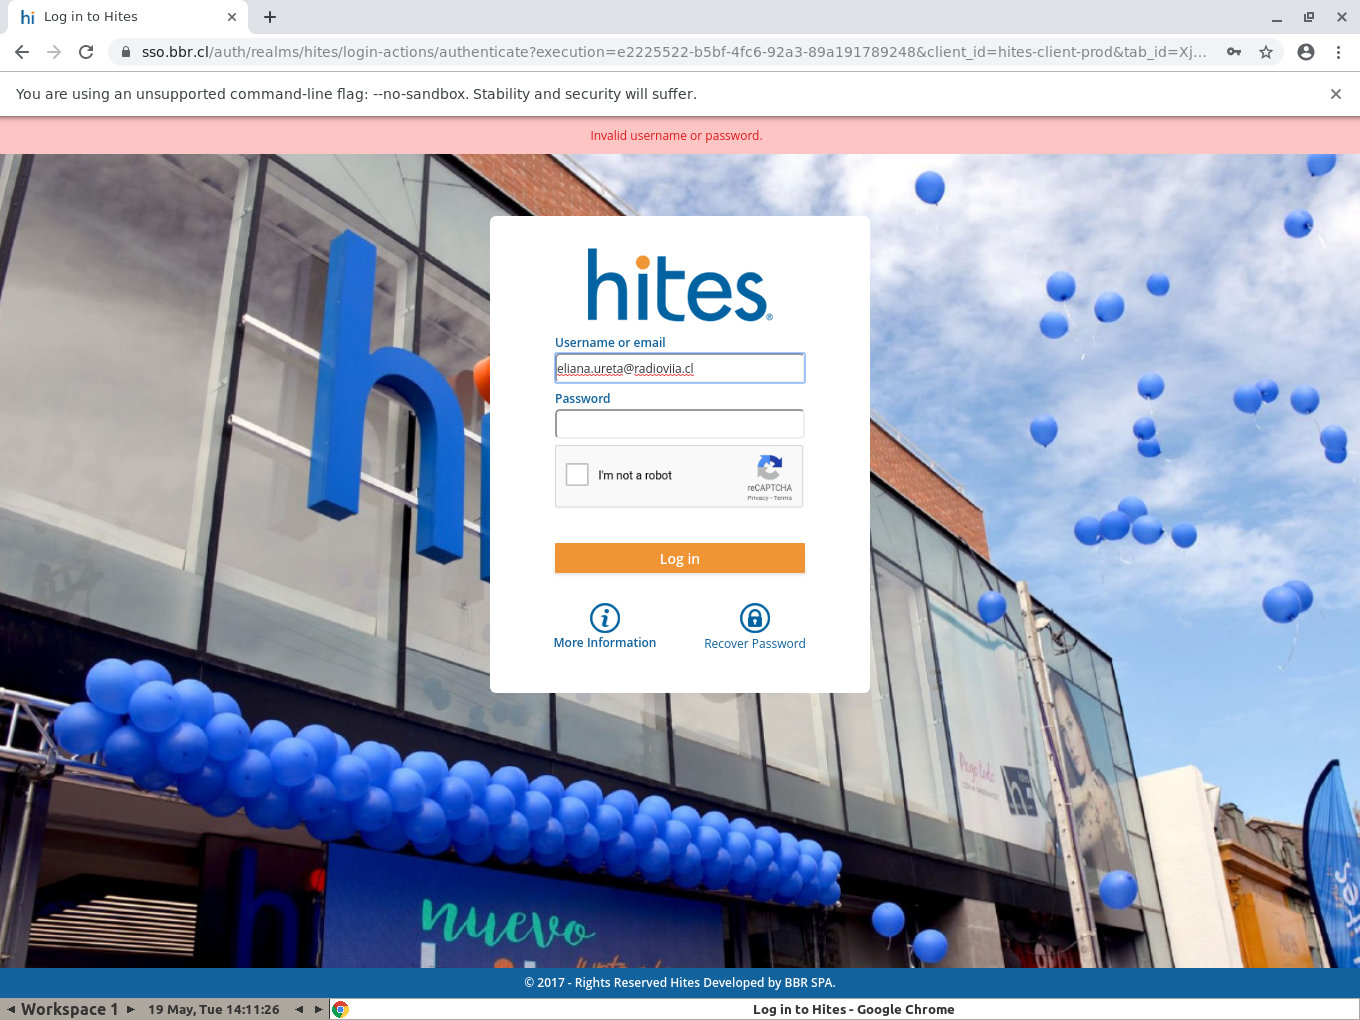 Log in to Hites
sso.bbr.cl/auth/realms/hites/login-actions/authenticate?execution=e2225522-b5bf-4fc6-92a3-89a191789248&client_id=hites-client-prod&tab_id=Xj...
You are using an unsupported command-line flag: --no-sandbox. Stability and security will suffer.
Invalid username or password.
hites®
Username or email
eliana.ureta@radioviia.cl
Password
I'm not a robot
reCAPTCHA
Privacy - Terms
Log in
More Information
Recover Password
nuevo
© 2017 - Rights Reserved Hites Developed by BBR SPA.
Workspace 1
19 May, Tue 14:11:26
Log in to Hites - Google Chrome